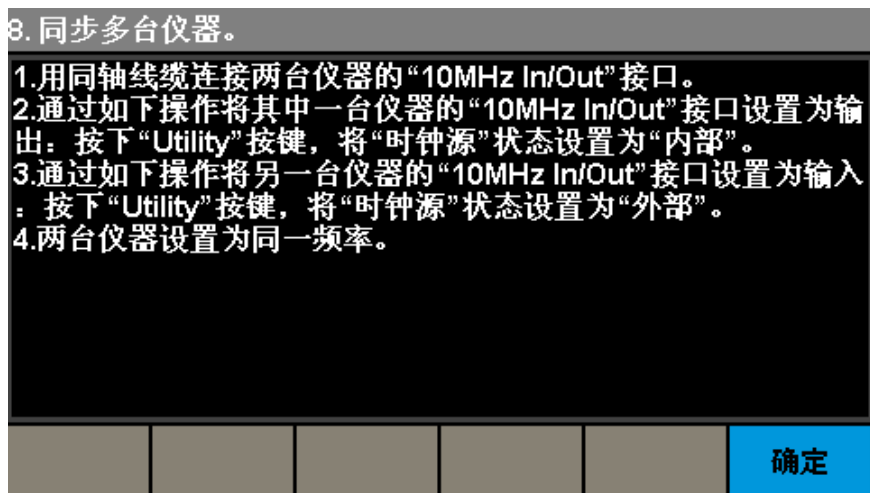 8. 同步多台仪器。
1.用同轴线缆连接两台仪器的“10MHz In/Out”接口。
2.通过如下操作将其中一台仪器的“10MHz In/Out”接口设置为输
出：按下“Utility”按键，将“时钟源”状态设置为“内部”。
3.通过如下操作将另一台仪器的“10MHz In/Out”接口设置为输入
：按下“Utility”按键，将“时钟源”状态设置为“外部”。
4.两台仪器设置为同一频率。
确定